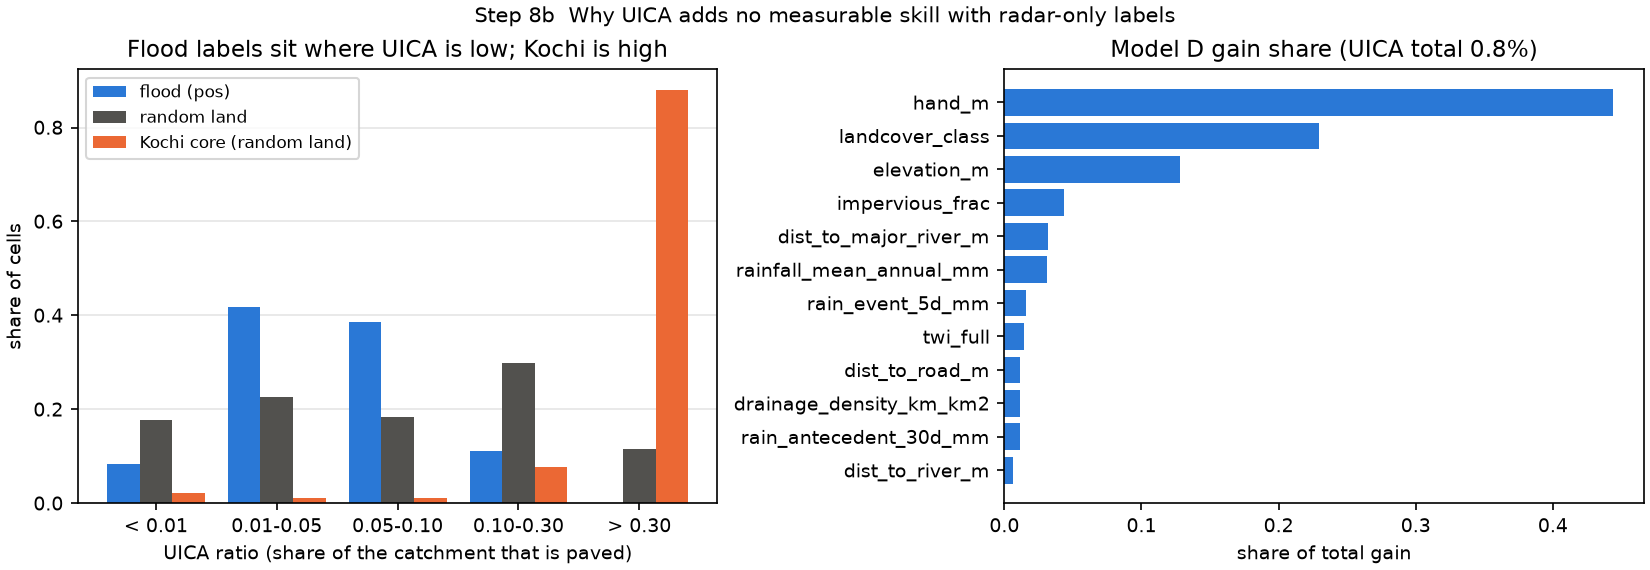 Step 8b  Why UICA adds no measurable skill with radar-only labels
Flood labels sit where UICA is low; Kochi is high
flood (pos)
random land
Kochi core (random land)
share of cells
0.8
0.6
0.4
0.2
0.0
< 0.01
0.01-0.05
0.05-0.10
0.10-0.30
> 0.30
UICA ratio (share of the catchment that is paved)
Model D gain share (UICA total 0.8%)
hand_m
landcover_class
elevation_m
impervious_frac
dist_to_major_river_m
rainfall_mean_annual_mm
rain_event_5d_mm
twi_full
dist_to_road_m
drainage_density_km_km2
rain_antecedent_30d_mm
dist_to_river_m
0.0
0.1
0.2
0.3
0.4
share of total gain